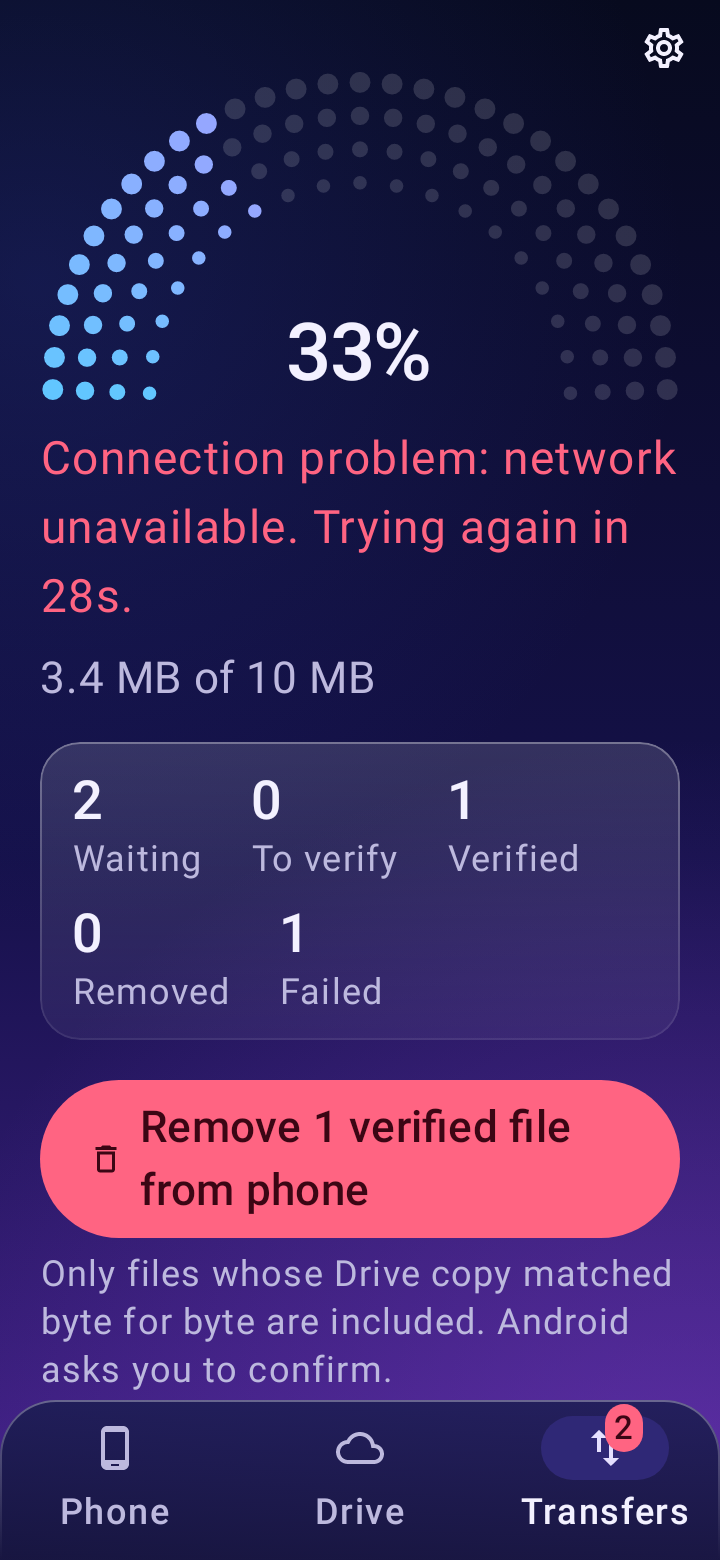 33%
Connection problem: network
unavailable. Trying again in
28s.
3.4 MB of 10 MB
2 0 1
Waiting To verify Verified
0 1
Removed Failed
Remove 1 verified file
from phone
Only files whose Drive copy matched
byte for byte are included. Android
asks you to confirm.
2
Phone Drive Transfers